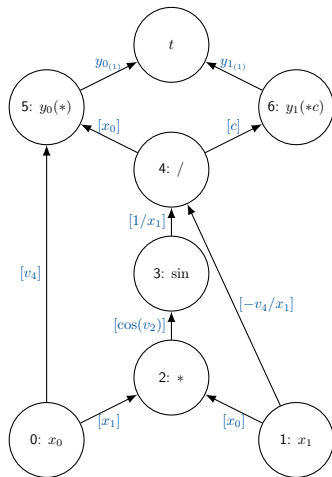 t
y₀₍₁₎ y₁₍₁₎
5: y₀(*) 6: y₁(*c)
[x₀] [c]
4: /
[1/x₁]
[v₄] 3: sin [−v₄/x₁]
[cos(v₂)]
2: *
[x₁] [x₀]
0: x₀ 1: x₁